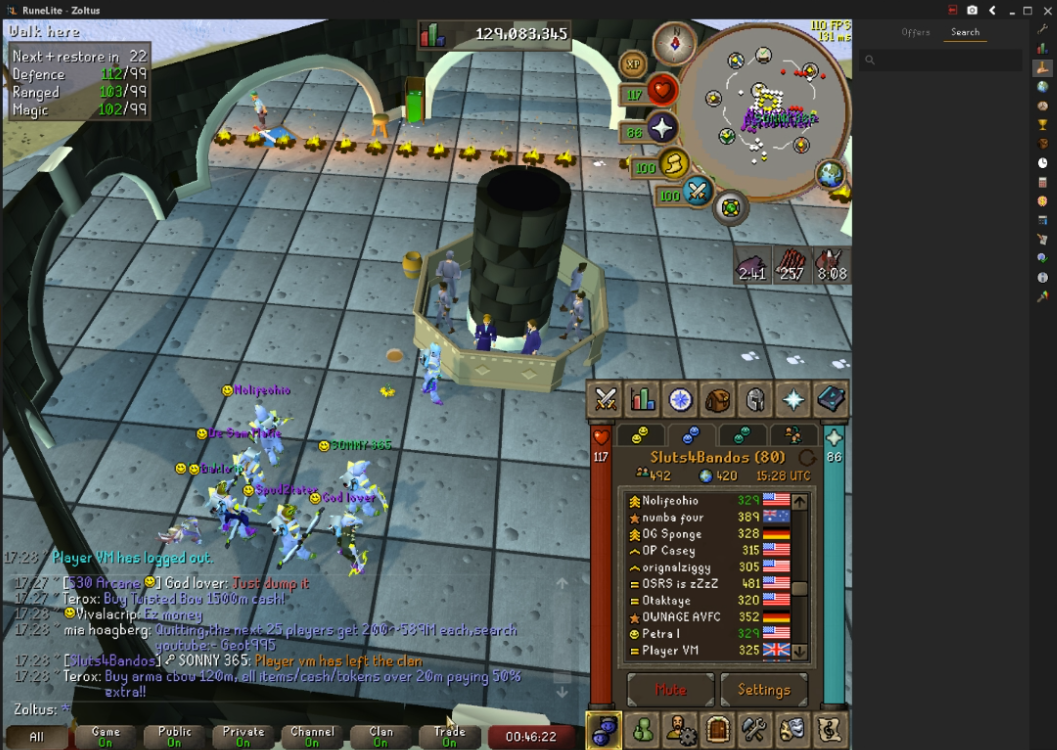 RuneLite - Zoltus
Walk here
Next + restore in 22
Defence 112/99
Ranged 103/99
Magic 102/99
129,083,345
110 FPS
131 ms
XP
N
117
86
100
100
2:41 257 8:08
Offers Search
Nolifeohio
SONNY 365
Spud2tater
God lover
Sluts4Bandos (80)
492 420 15:28 UTC
117
86
Nolifeohio 329
numba four 389
OG Sponge 328
OP Casey 315
orignalziggy 305
OSRS is zZzZ 481
Otaktaye 320
OWNAGE AVFC 352
Petra I 329
Player VM 325
Mute Settings
17:28 ~ Player VM has logged out.
17:27 ~ [S30 Arcane] God lover: Just dump it
17:27 ~ Terox: Buy Twisted Bow 1500m cash!
17:28 ~ Vivalacrip: Ez money
17:28 ~ mia hoagberg: Quitting,the next 25 players get 200-589M each,search
youtube:- Geot995
17:28 ~ [Sluts4Bandos] SONNY 365: Player vm has left the clan
17:28 ~ Terox: Buy arma cbow 120m, all items/cash/tokens over 20m paying 50%
extra!!
Zoltus: *
All
Game On
Public On
Private On
Channel On
Clan On
Trade On
00:46:22